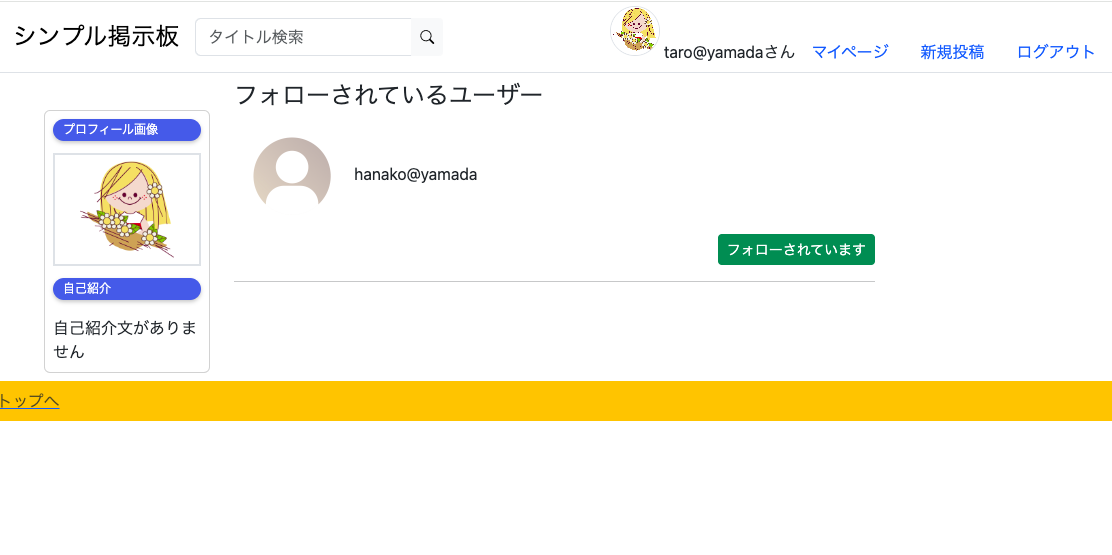 シンプル掲示板
タイトル検索
taro@yamadaさん
マイページ
新規投稿
ログアウト
フォローされているユーザー
プロフィール画像
hanako@yamada
フォローされています
自己紹介
自己紹介文がありま
せん
トップへ